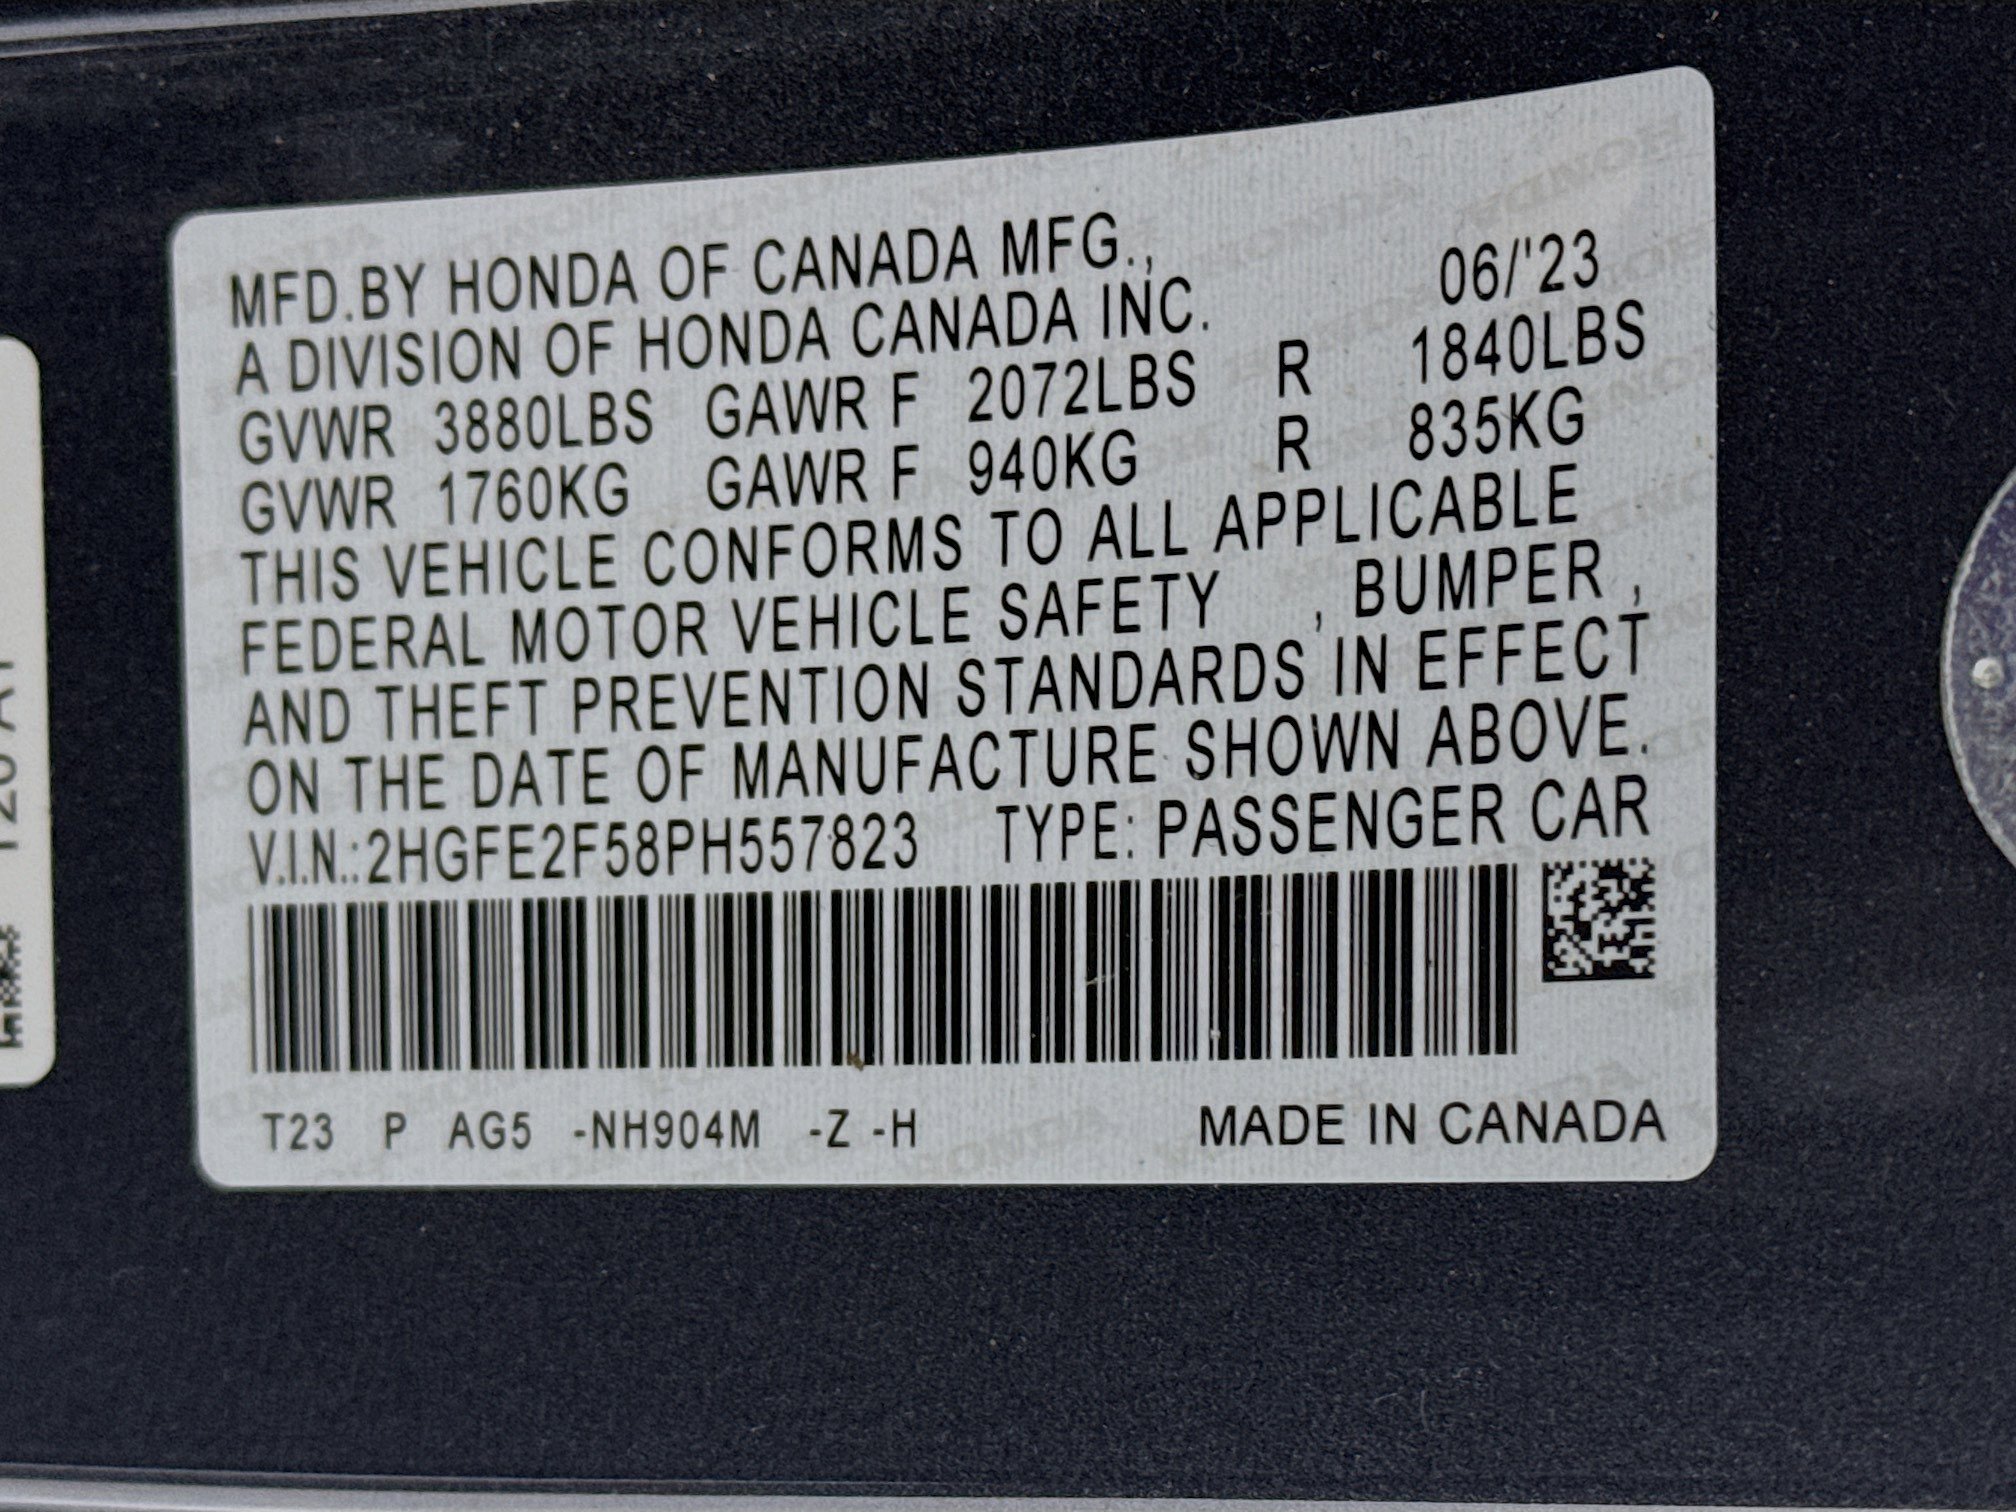 MFD.BY HONDA OF CANADA MFG.,
A DIVISION OF HONDA CANADA INC. 06/'23
GVWR 3880LBS GAWR F 2072LBS R 1840LBS
GVWR 1760KG GAWR F 940KG R 835KG
THIS VEHICLE CONFORMS TO ALL APPLICABLE
FEDERAL MOTOR VEHICLE SAFETY , BUMPER ,
AND THEFT PREVENTION STANDARDS IN EFFECT
ON THE DATE OF MANUFACTURE SHOWN ABOVE.
V.I.N.:2HGFE2F58PH557823 TYPE: PASSENGER CAR
T23 P AG5 -NH904M -Z -H MADE IN CANADA